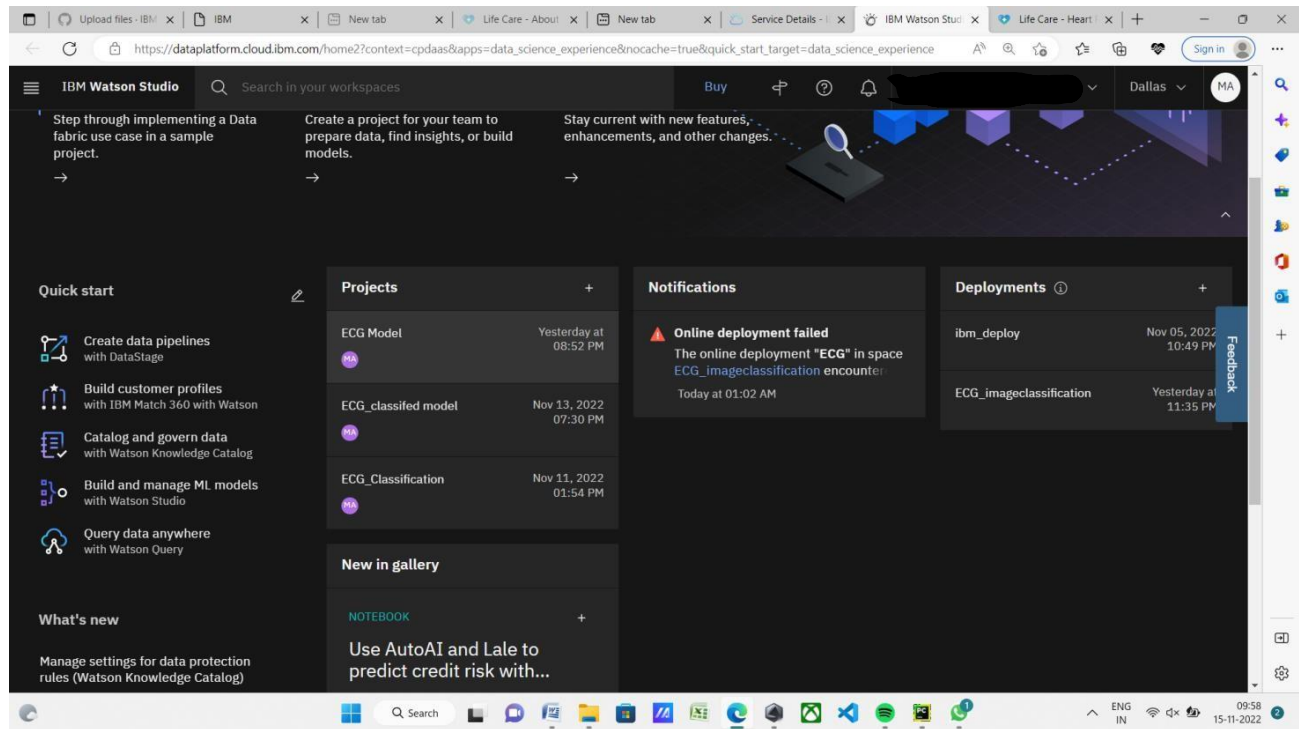 Upload files · IBM
IBM
New tab
Life Care - About
New tab
Service Details - I
IBM Watson Stud
Life Care - Heart
https://dataplatform.cloud.ibm.com/home2?context=cpdaas&apps=data_science_experience&nocache=true&quick_start_target=data_science_experience
Sign in
IBM Watson Studio
Search in your workspaces
Buy
Dallas
MA
Step through implementing a Data
fabric use case in a sample
project.
Create a project for your team to
prepare data, find insights, or build
models.
Stay current with new features,
enhancements, and other changes.
Quick start
Create data pipelines
with DataStage
Build customer profiles
with IBM Match 360 with Watson
Catalog and govern data
with Watson Knowledge Catalog
Build and manage ML models
with Watson Studio
Query data anywhere
with Watson Query
What's new
Manage settings for data protection
rules (Watson Knowledge Catalog)
Projects +
ECG Model Yesterday at
08:52 PM
MA
ECG_classifed model Nov 13, 2022
07:30 PM
MA
ECG_Classification Nov 11, 2022
01:54 PM
MA
New in gallery
NOTEBOOK +
Use AutoAI and Lale to
predict credit risk with...
Notifications
Online deployment failed
The online deployment "ECG" in space
ECG_imageclassification encounter
Today at 01:02 AM
Deployments +
ibm_deploy Nov 05, 2022
10:49 PM
ECG_imageclassification Yesterday at
11:35 PM
Feedback
Search
ENG
IN
09:58
15-11-2022
2